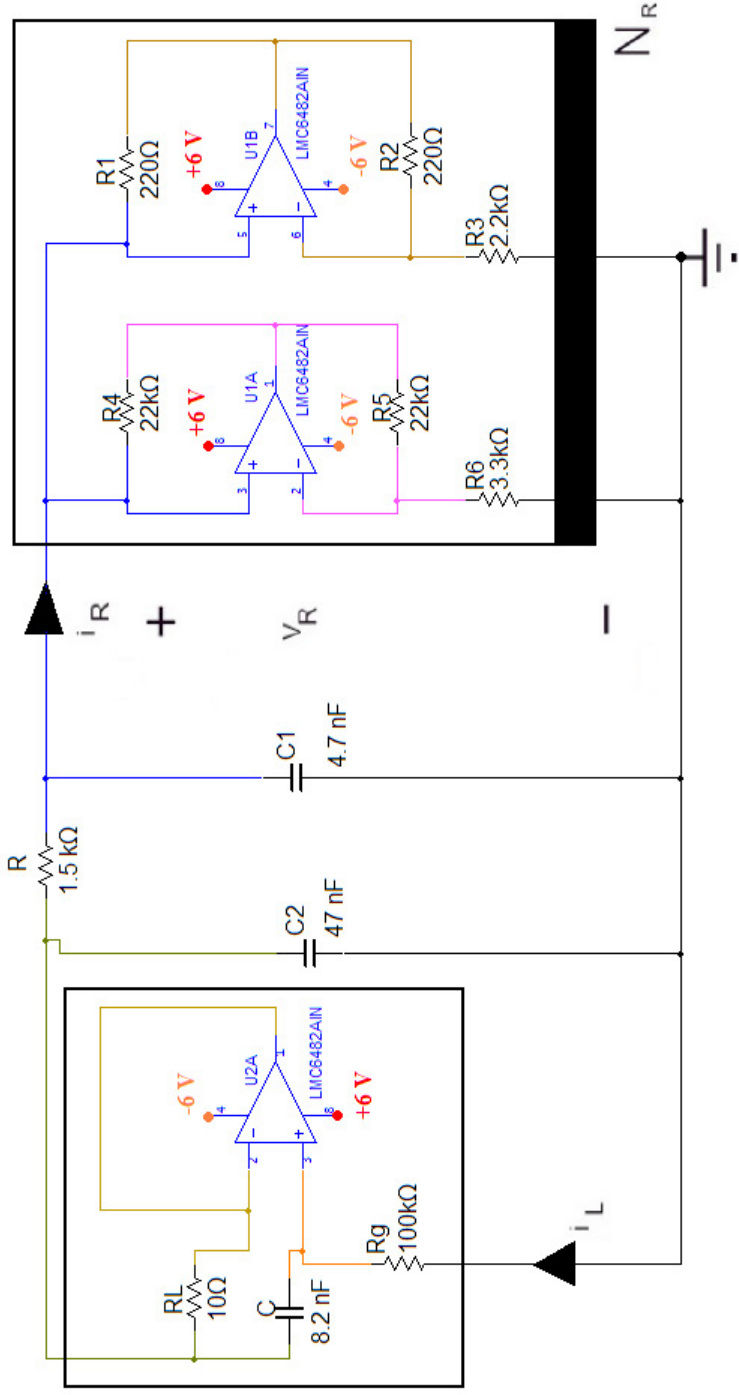 RL
10Ω
C
8.2 nF
-6 V
4
2
3
1
8
U2A
LMC6482AIN
+6 V
Rg
100kΩ
i L
C2
47 nF
R
1.5 kΩ
C1
4.7 nF
i R
+
v R
−
R4
22kΩ
+6 V
8
3
2
1
4
U1A
LMC6482AIN
-6 V
R5
22kΩ
R6
3.3kΩ
R1
220Ω
+6 V
8
5
6
7
4
U1B
LMC6482AIN
-6 V
R2
220Ω
R3
2.2kΩ
N R